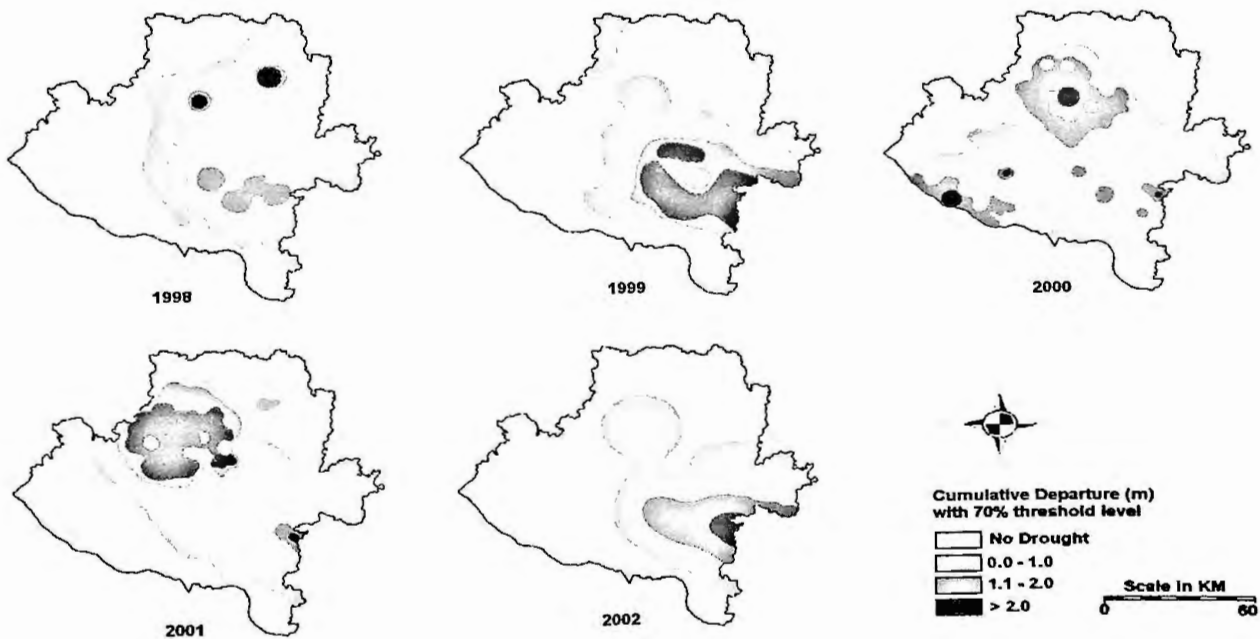 1998
1999
2000
2001
2002
Cumulative Departure (m)
with 70% threshold level
No Drought
0.0 - 1.0
1.1 - 2.0
> 2.0
Scale in KM
0 60